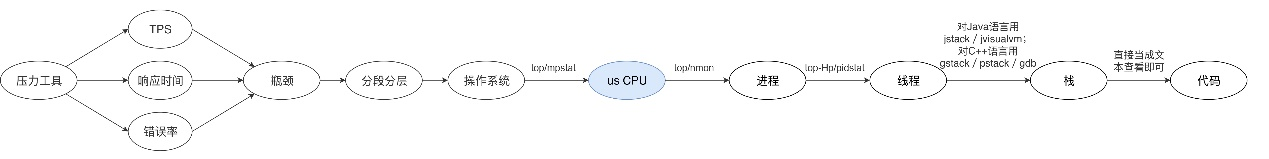 压力工具
TPS
响应时间
错误率
瓶颈
分段分层
操作系统
top/mpstat
us CPU
top/nmon
进程
top-Hp/pidstat
线程
对Java语言用
jstack / jvisualvm；
对C++语言用
gstack / pstack / gdb
栈
直接当成文
本查看即可
代码